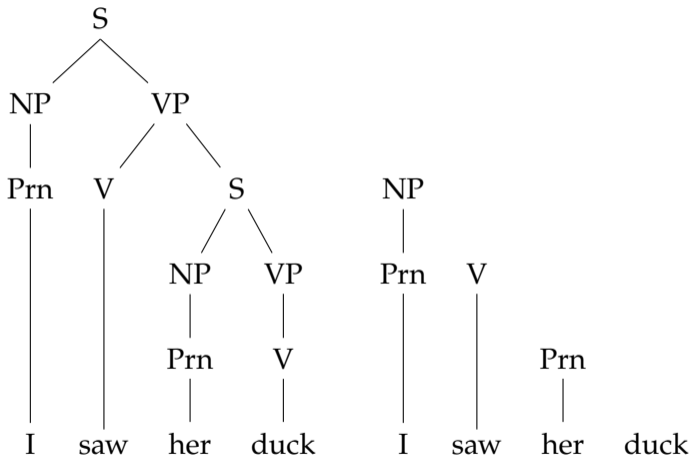 S
NP VP
Prn V S NP
NP VP Prn V
Prn V Prn
I saw her duck I saw her duck